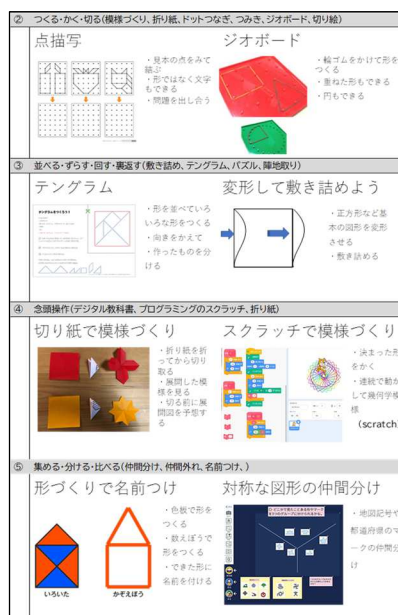 ② つくる・かく・切る(模様づくり、折り紙、ドットつなぎ、つみき、ジオボード、切り絵)
点描写
・見本の点をみて
結ぶ
・形ではなく文字
もできる
・問題を出し合う
ジオボード
・輪ゴムをかけて形を
つくる
・重ねた形もできる
・円もできる
③ 並べる・ずらす・回す・裏返す(敷き詰め、テングラム、パズル、陣地取り)
テングラム
・形を並べていろ
いろな形をつくる
・向きをかえて
・作ったものを分
ける
変形して敷き詰めよう
・正方形など基
本の図形を変形
させる
・敷き詰める
④ 念頭操作(デジタル教科書、プログラミングのスクラッチ、折り紙)
切り紙で模様づくり
・折り紙を折
ってから切り
取る
・展開した模
様を見る
・切る前に展
開図を予想す
る
スクラッチで模様づくり
・決まった形
をかく
・連続で動か
して幾何学模
様
(scratch)
⑤ 集める・分ける・比べる(仲間分け、仲間外れ、名前つけ、)
形づくりで名前つけ
・色板で形を
つくる
・数えぼうで
形をつくる
・できた形に
名前を付ける
いろいた
かぞえぼう
対称な図形の仲間分け
・地図記号や
都道府県のマ
ークの仲間分
け